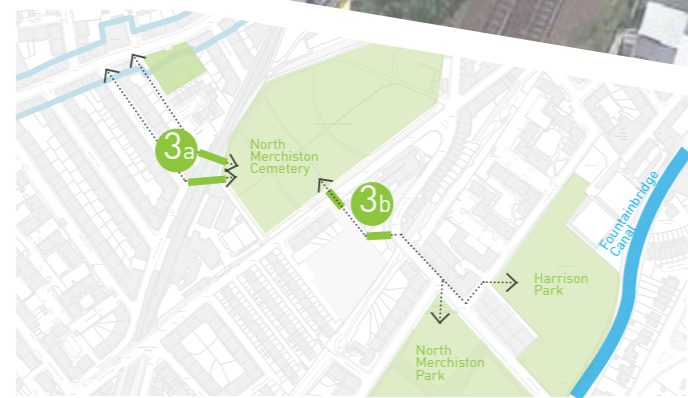 3a
North
Merchiston
Cemetery
3b
Fountainbridge
Canal
Harrison
Park
North
Merchiston
Park